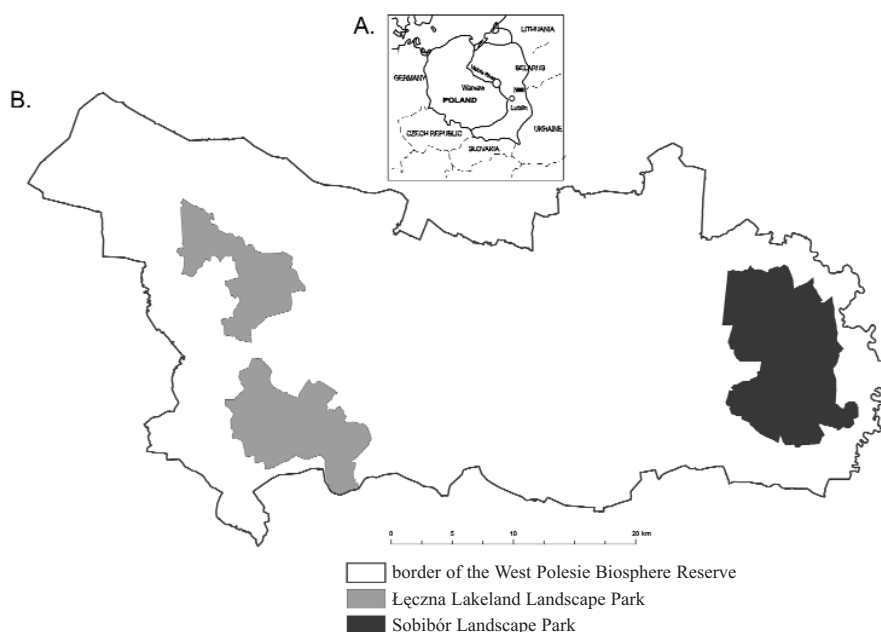 A.
LITHUANIA
GERMANY
BELARUS
Warsaw
POLAND
Lublin
UKRAINE
CZECH REPUBLIC
SLOVAKIA
B.
0 5 10 20 km
border of the West Polesie Biosphere Reserve
Łęczna Lakeland Landscape Park
Sobibór Landscape Park